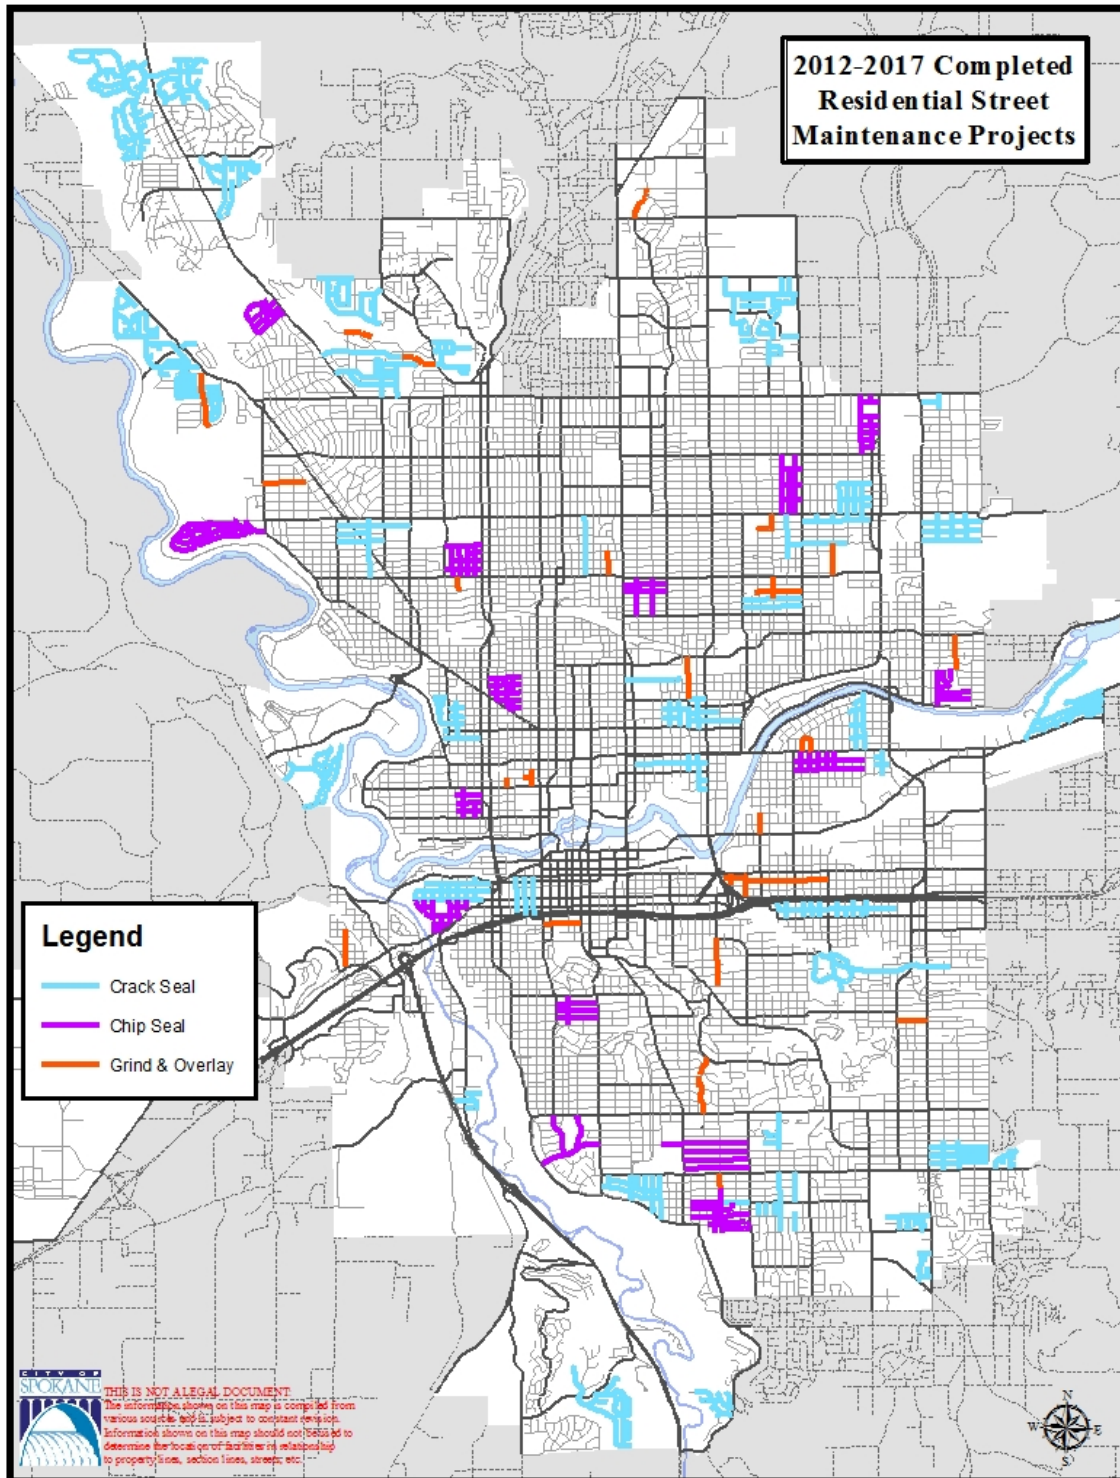 2012-2017 Completed
Residential Street
Maintenance Projects
Legend
Crack Seal
Chip Seal
Grind & Overlay
CITY OF
SPOKANE
THIS IS NOT A LEGAL DOCUMENT:
The information shown on this map is compiled from
various sources and is subject to constant revision.
Information shown on this map should not be used to
determine the location of facilities in relationship
to property lines, section lines, streets, etc.
N
W
E
S